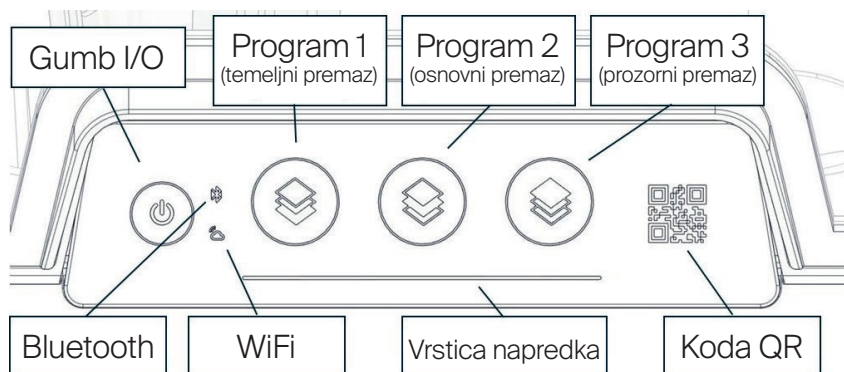 Gumb I/O
Program 1
(temeljni premaz)
Program 2
(osnovni premaz)
Program 3
(prozorni premaz)
Bluetooth
WiFi
Vrstica napredka
Koda QR